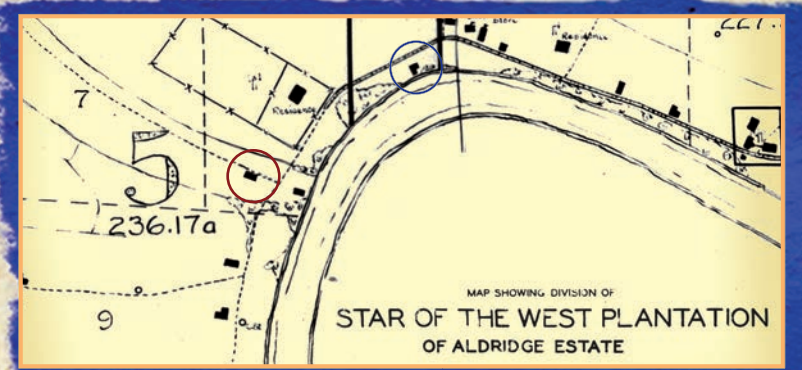 RESIDENCE
RESIDENCE
7
5
236.17a
9
MAP SHOWING DIVISION OF
STAR OF THE WEST PLANTATION
OF ALDRIDGE ESTATE